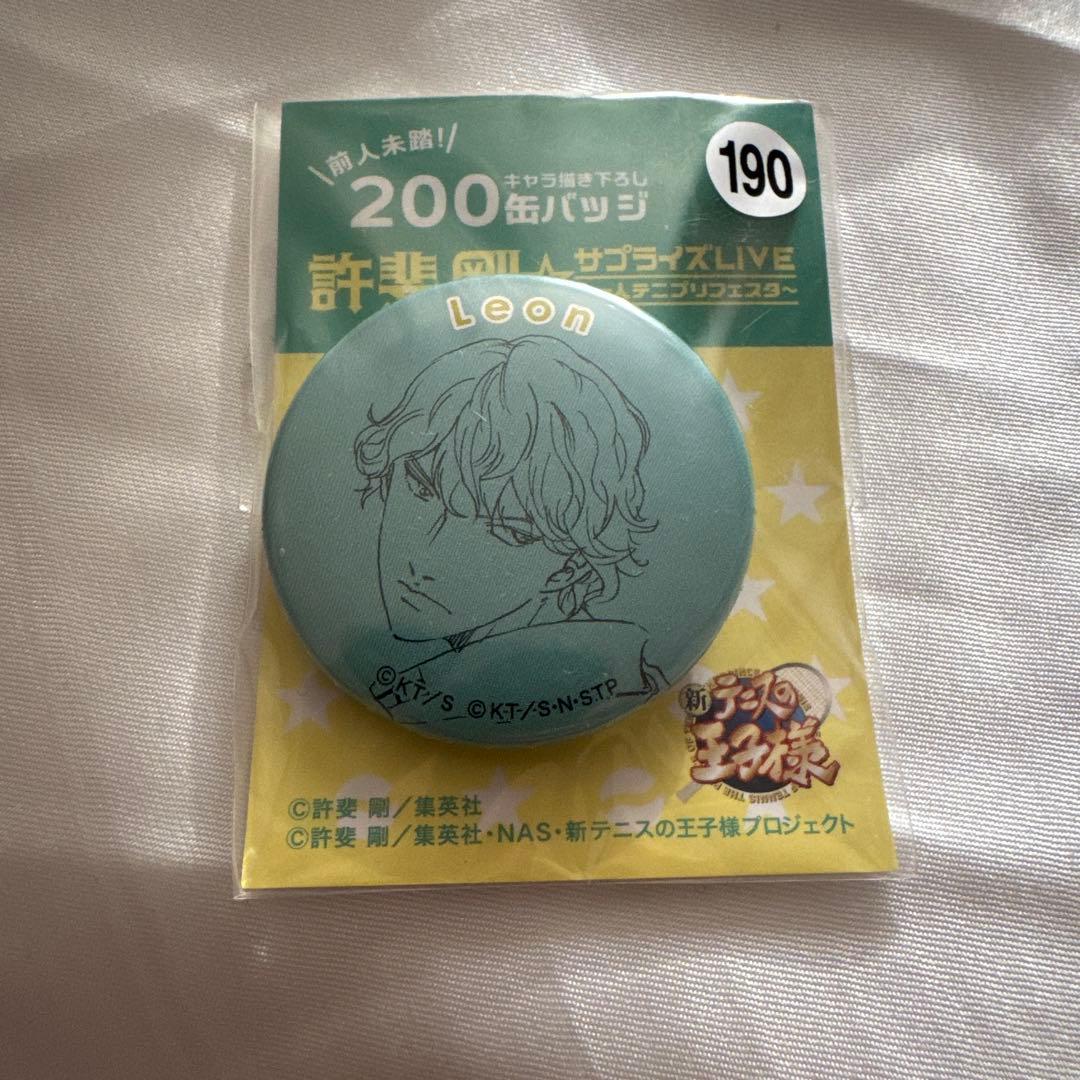 前人未踏!
190
キャラ描き下ろし
200缶バッジ
許斐 剛☆サプライズLIVE
人テニプリフェスタ〜
Leon
©KT/S ©K.T/S・N・S.T.P
新テニスの王子様
©許斐 剛／集英社
©許斐 剛／集英社・NAS・新テニスの王子様プロジェクト